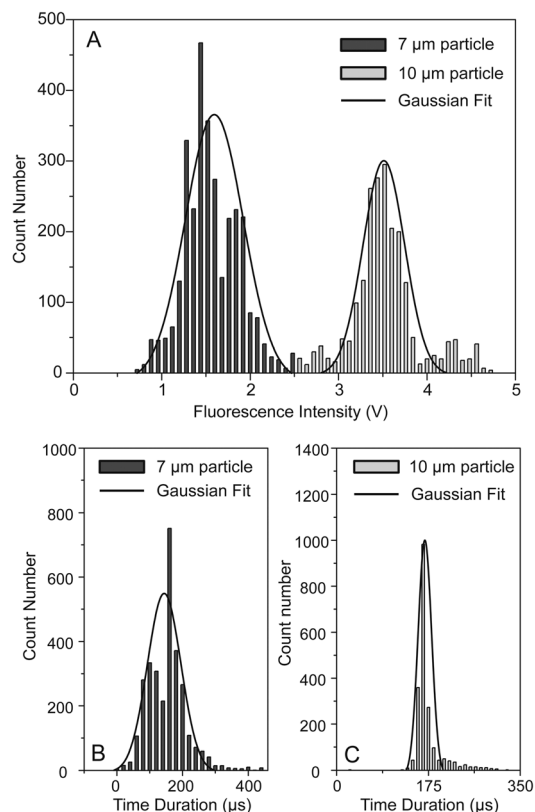 A
7 µm particle
10 µm particle
Gaussian Fit
Count Number
500
400
300
200
100
0
0 1 2 3 4 5
Fluorescence Intensity (V)
7 µm particle
Gaussian Fit
Count Number
1000
800
600
400
200
0
B
0 200 400
Time Duration (µs)
10 µm particle
Gaussian Fit
Count number
1400
1200
1000
800
600
400
200
0
C
0 175 350
Time Duration (µs)